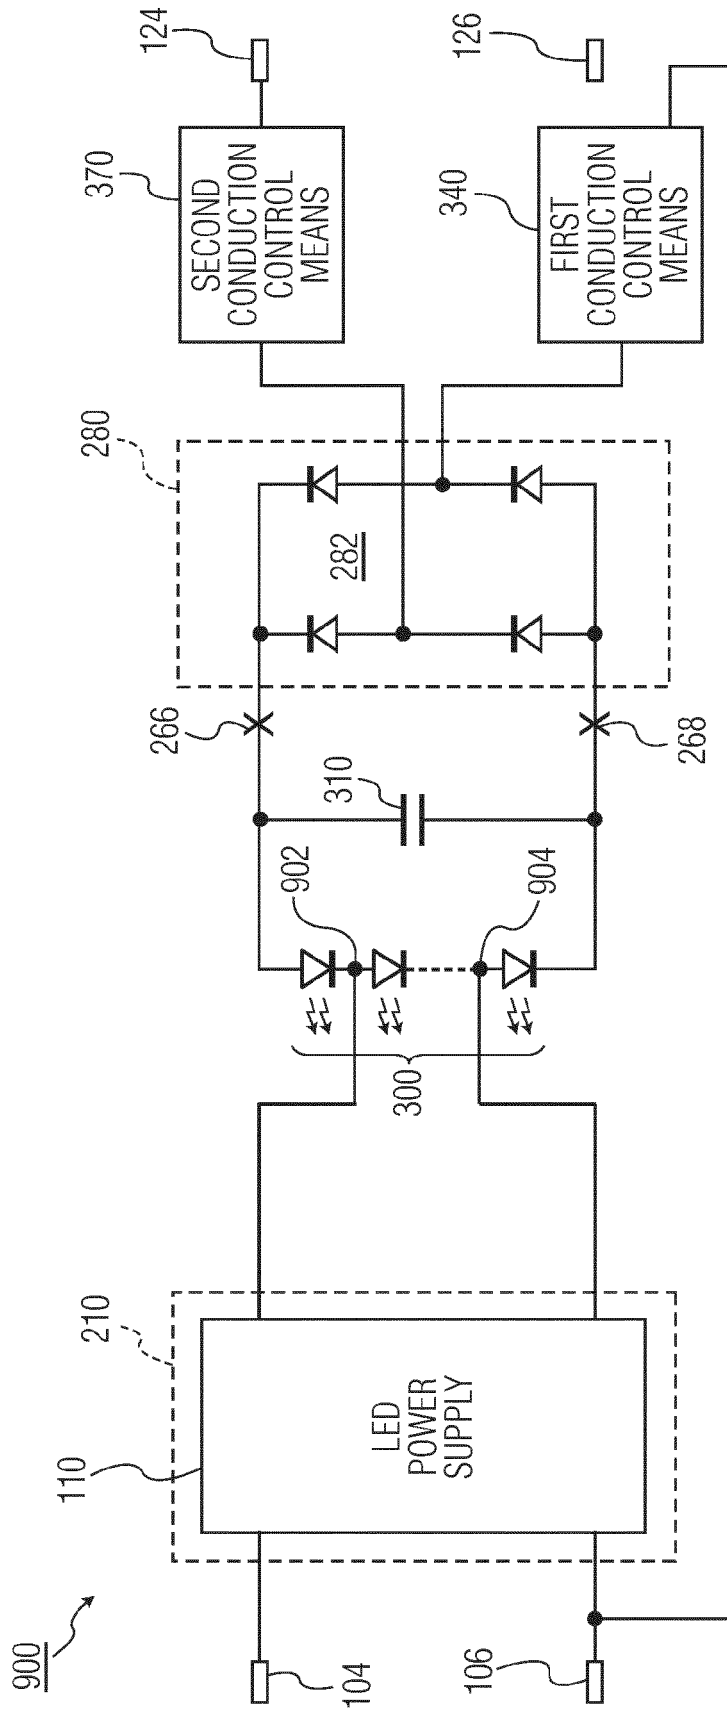 900
104
106
110
210
LED
POWER
SUPPLY
300
902
904
310
266
268
280
282
370
SECOND
CONDUCTION
CONTROL
MEANS
340
FIRST
CONDUCTION
CONTROL
MEANS
124
126